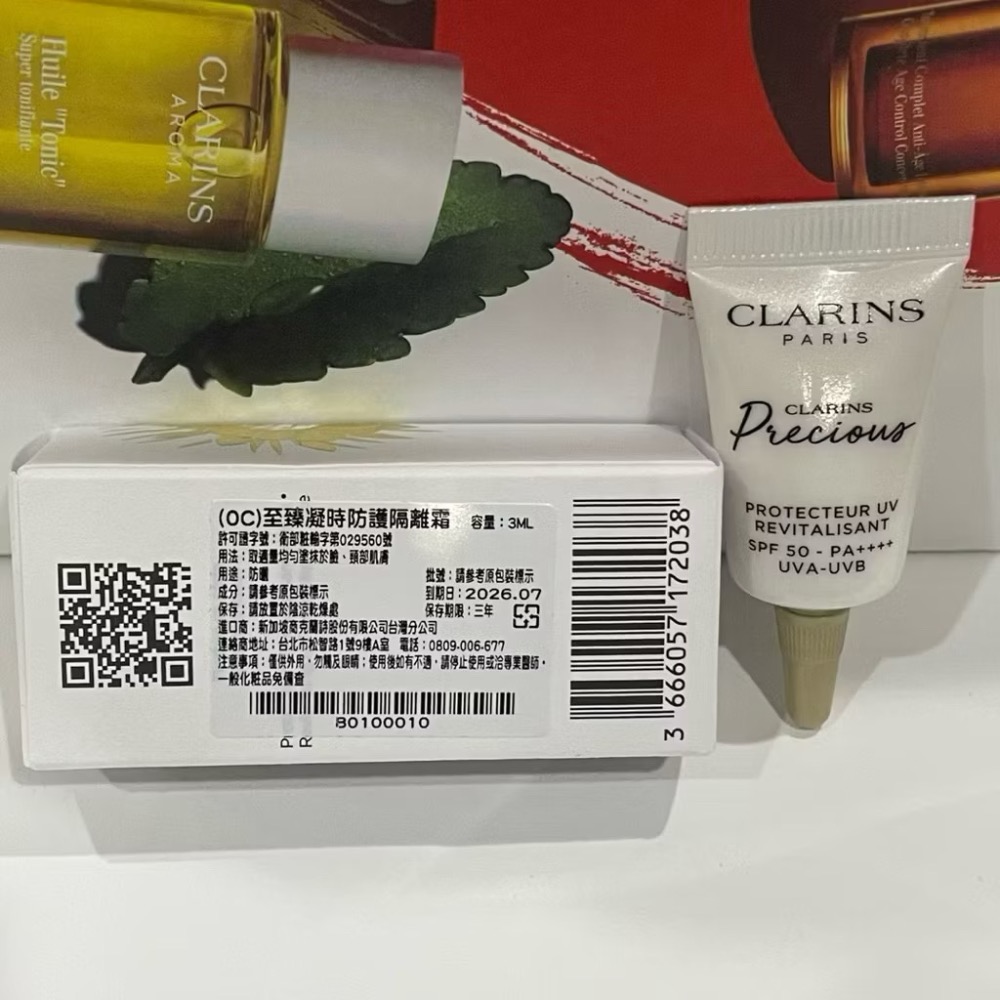 CLARINS
AROMA
Huile "Tonic"
Super tonifiante
Complet Anti-Age
Age Control
CLARINS
PARIS
CLARINS
Precious
PROTECTEUR UV
REVITALISANT
SPF 50 - PA++++
UVA-UVB
(OC)至臻凝時防護隔離霜 容量：3ML
許可證字號：衛部粧輸字第029560號
用法：取適量均勻塗抹於臉、頸部肌膚
用途：防曬 批號：請參考原包裝標示
成分：請參考原包裝標示 到期日：2026.07
保存：請放置於陰涼乾燥處 保存期限：三年
進口商：新加坡商克蘭詩股份有限公司台灣分公司
連絡商地址：台北市松智路1號9樓A室 電話：0809-006-677
注意事項：僅供外用，勿觸及眼睛；使用後如有不適，請停止使用或洽專業醫師。
一般化粧品免備查
B0100010
3 666057 172038